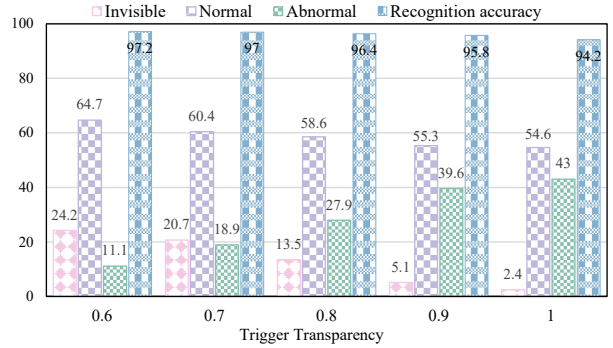 Invisible Normal Abnormal Recognition accuracy
100
80
60
40
20
0
24.2 64.7 11.1 97.2
20.7 60.4 18.9 97
13.5 58.6 27.9 96.4
5.1 55.3 39.6 95.8
2.4 54.6 43 94.2
0.6 0.7 0.8 0.9 1
Trigger Transparency